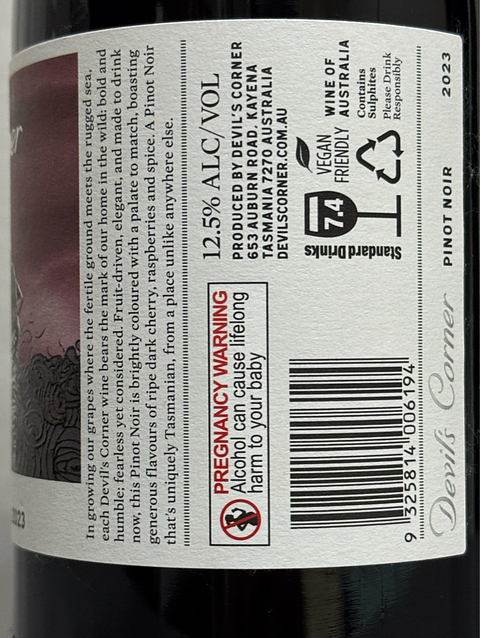 In growing our grapes where the fertile ground meets the rugged sea,
each Devil's Corner wine bears the mark of our home in the wild: bold and
humble; fearless yet considered. Fruit-driven, elegant, and made to drink
now, this Pinot Noir is brightly coloured with a palate to match, boasting
generous flavours of ripe dark cherry, raspberries and spice. A Pinot Noir
that's uniquely Tasmanian, from a place unlike anywhere else.
PREGNANCY WARNING
Alcohol can cause lifelong
harm to your baby
12.5% ALC/VOL
PRODUCED BY DEVIL'S CORNER
653 AUBURN ROAD, KAYENA
TASMANIA 7270 AUSTRALIA
DEVILSCORNER.COM.AU
7.4
Standard Drinks
VEGAN
FRIENDLY
WINE OF
AUSTRALIA
Contains
Sulphites
Please Drink
Responsibly
9 325814 006194
Devil's Corner
PINOT NOIR
2023
2023